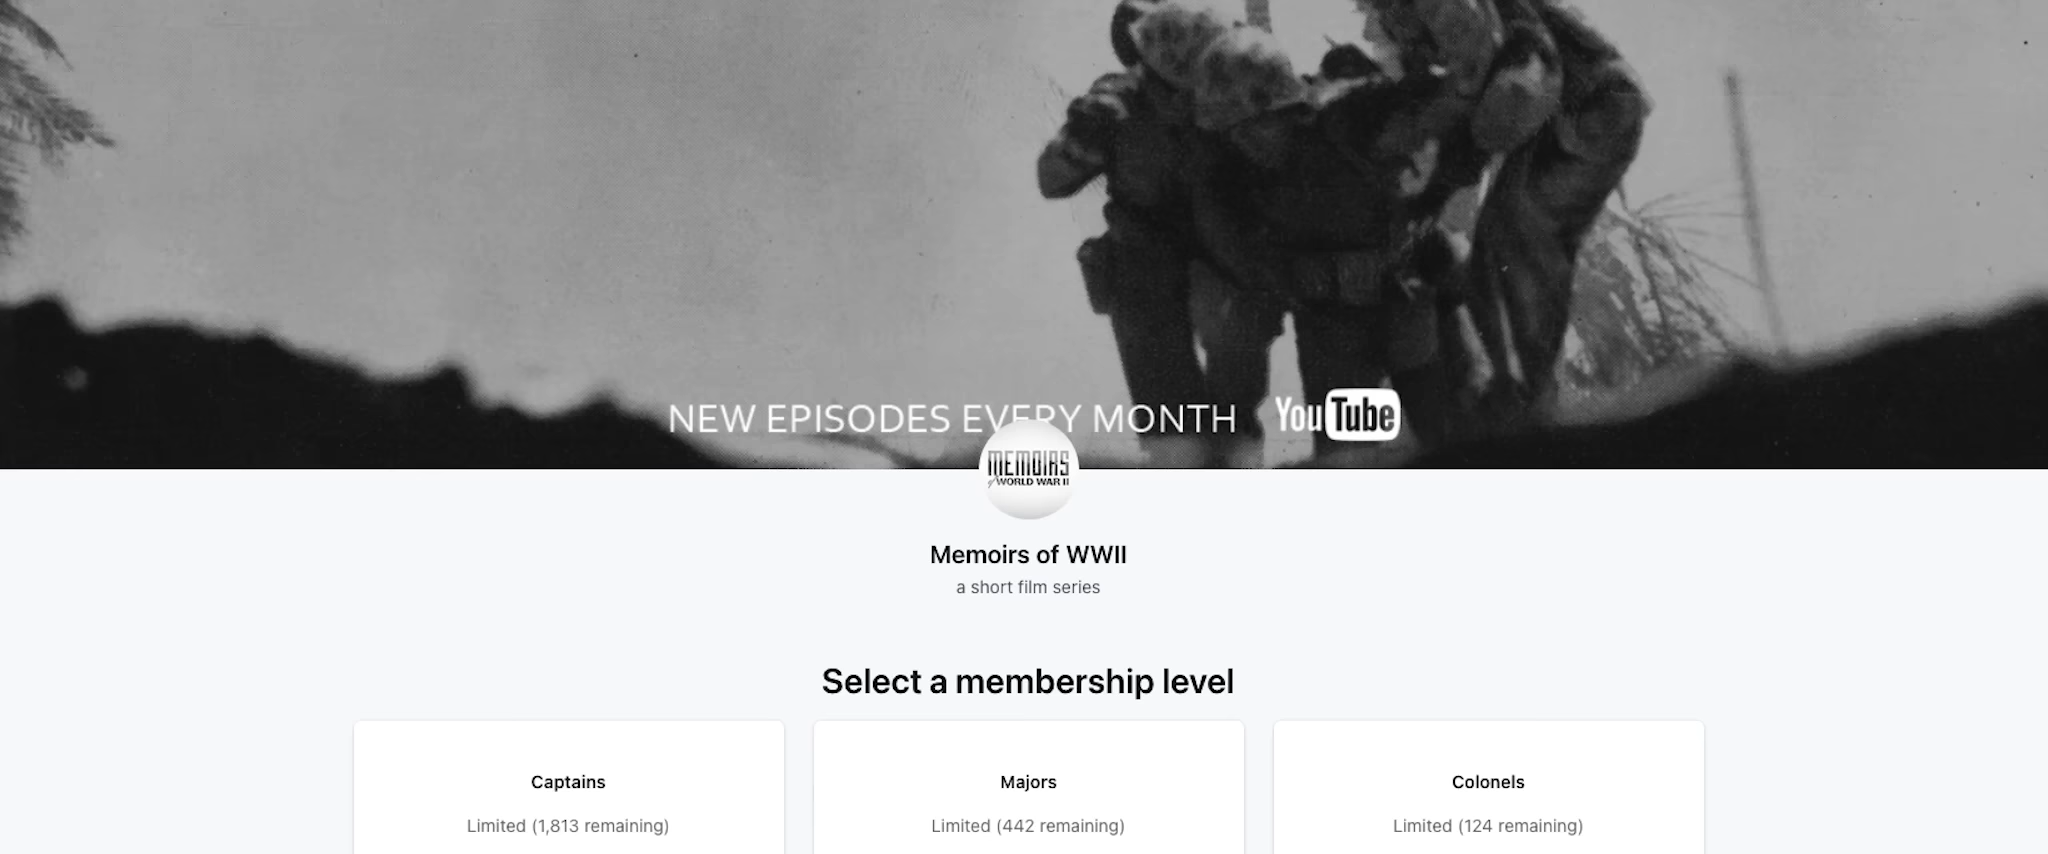 NEW EPISODES EVERY MONTH YouTube
MEMOIRS
of WORLD WAR II
Memoirs of WWII
a short film series
Select a membership level
Captains
Limited (1,813 remaining)
Majors
Limited (442 remaining)
Colonels
Limited (124 remaining)